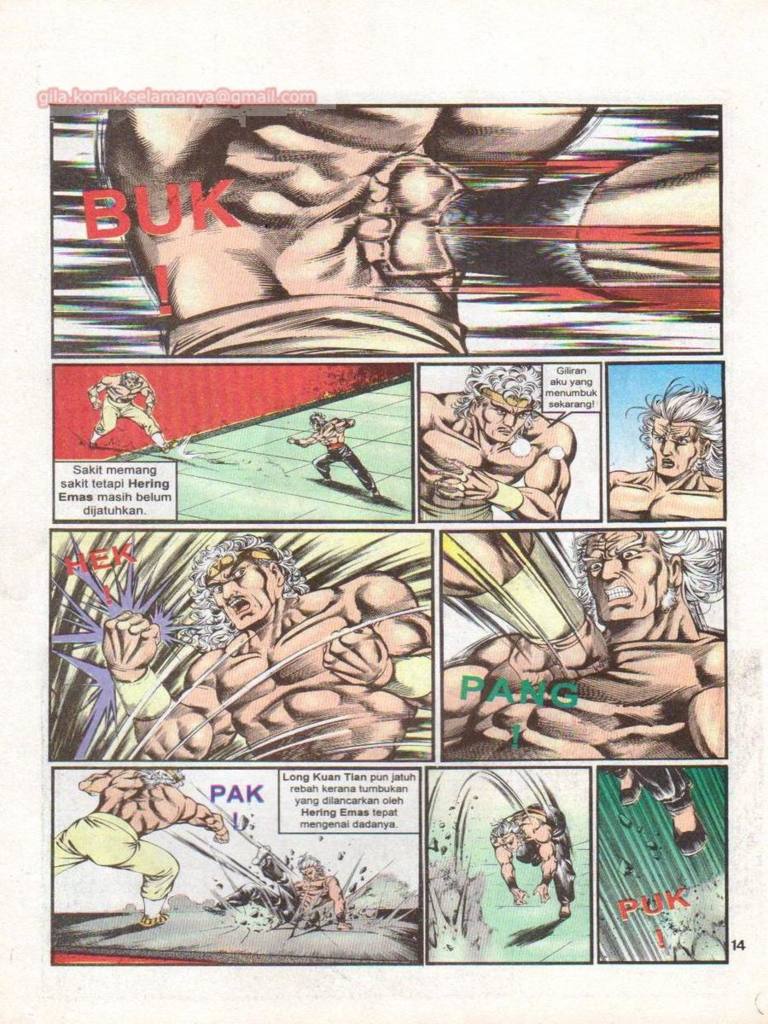 gila.komik.selamanya@gmail.com
BUK
!
Sakit memang
sakit tetapi Hering
Emas masih belum
dijatuhkan.
Giliran
aku yang
menumbuk
sekarang!
HEK
!
PANG
!
PAK
!
Long Kuan Tian pun jatuh
rebah kerana tumbukan
yang dilancarkan oleh
Hering Emas tepat
mengenai dadanya.
PUK
!
14